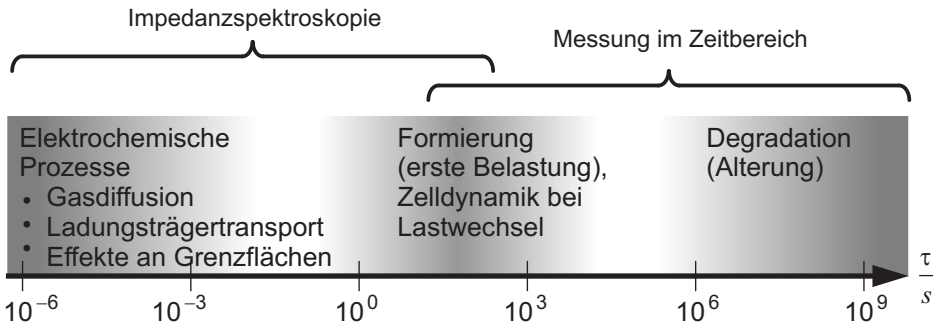 Impedanzspektroskopie
Messung im Zeitbereich
Elektrochemische
Prozesse
• Gasdiffusion
• Ladungsträgertransport
• Effekte an Grenzflächen
Formierung
(erste Belastung),
Zelldynamik bei
Lastwechsel
Degradation
(Alterung)
10⁻⁶ 10⁻³ 10⁰ 10³ 10⁶ 10⁹
τ
s